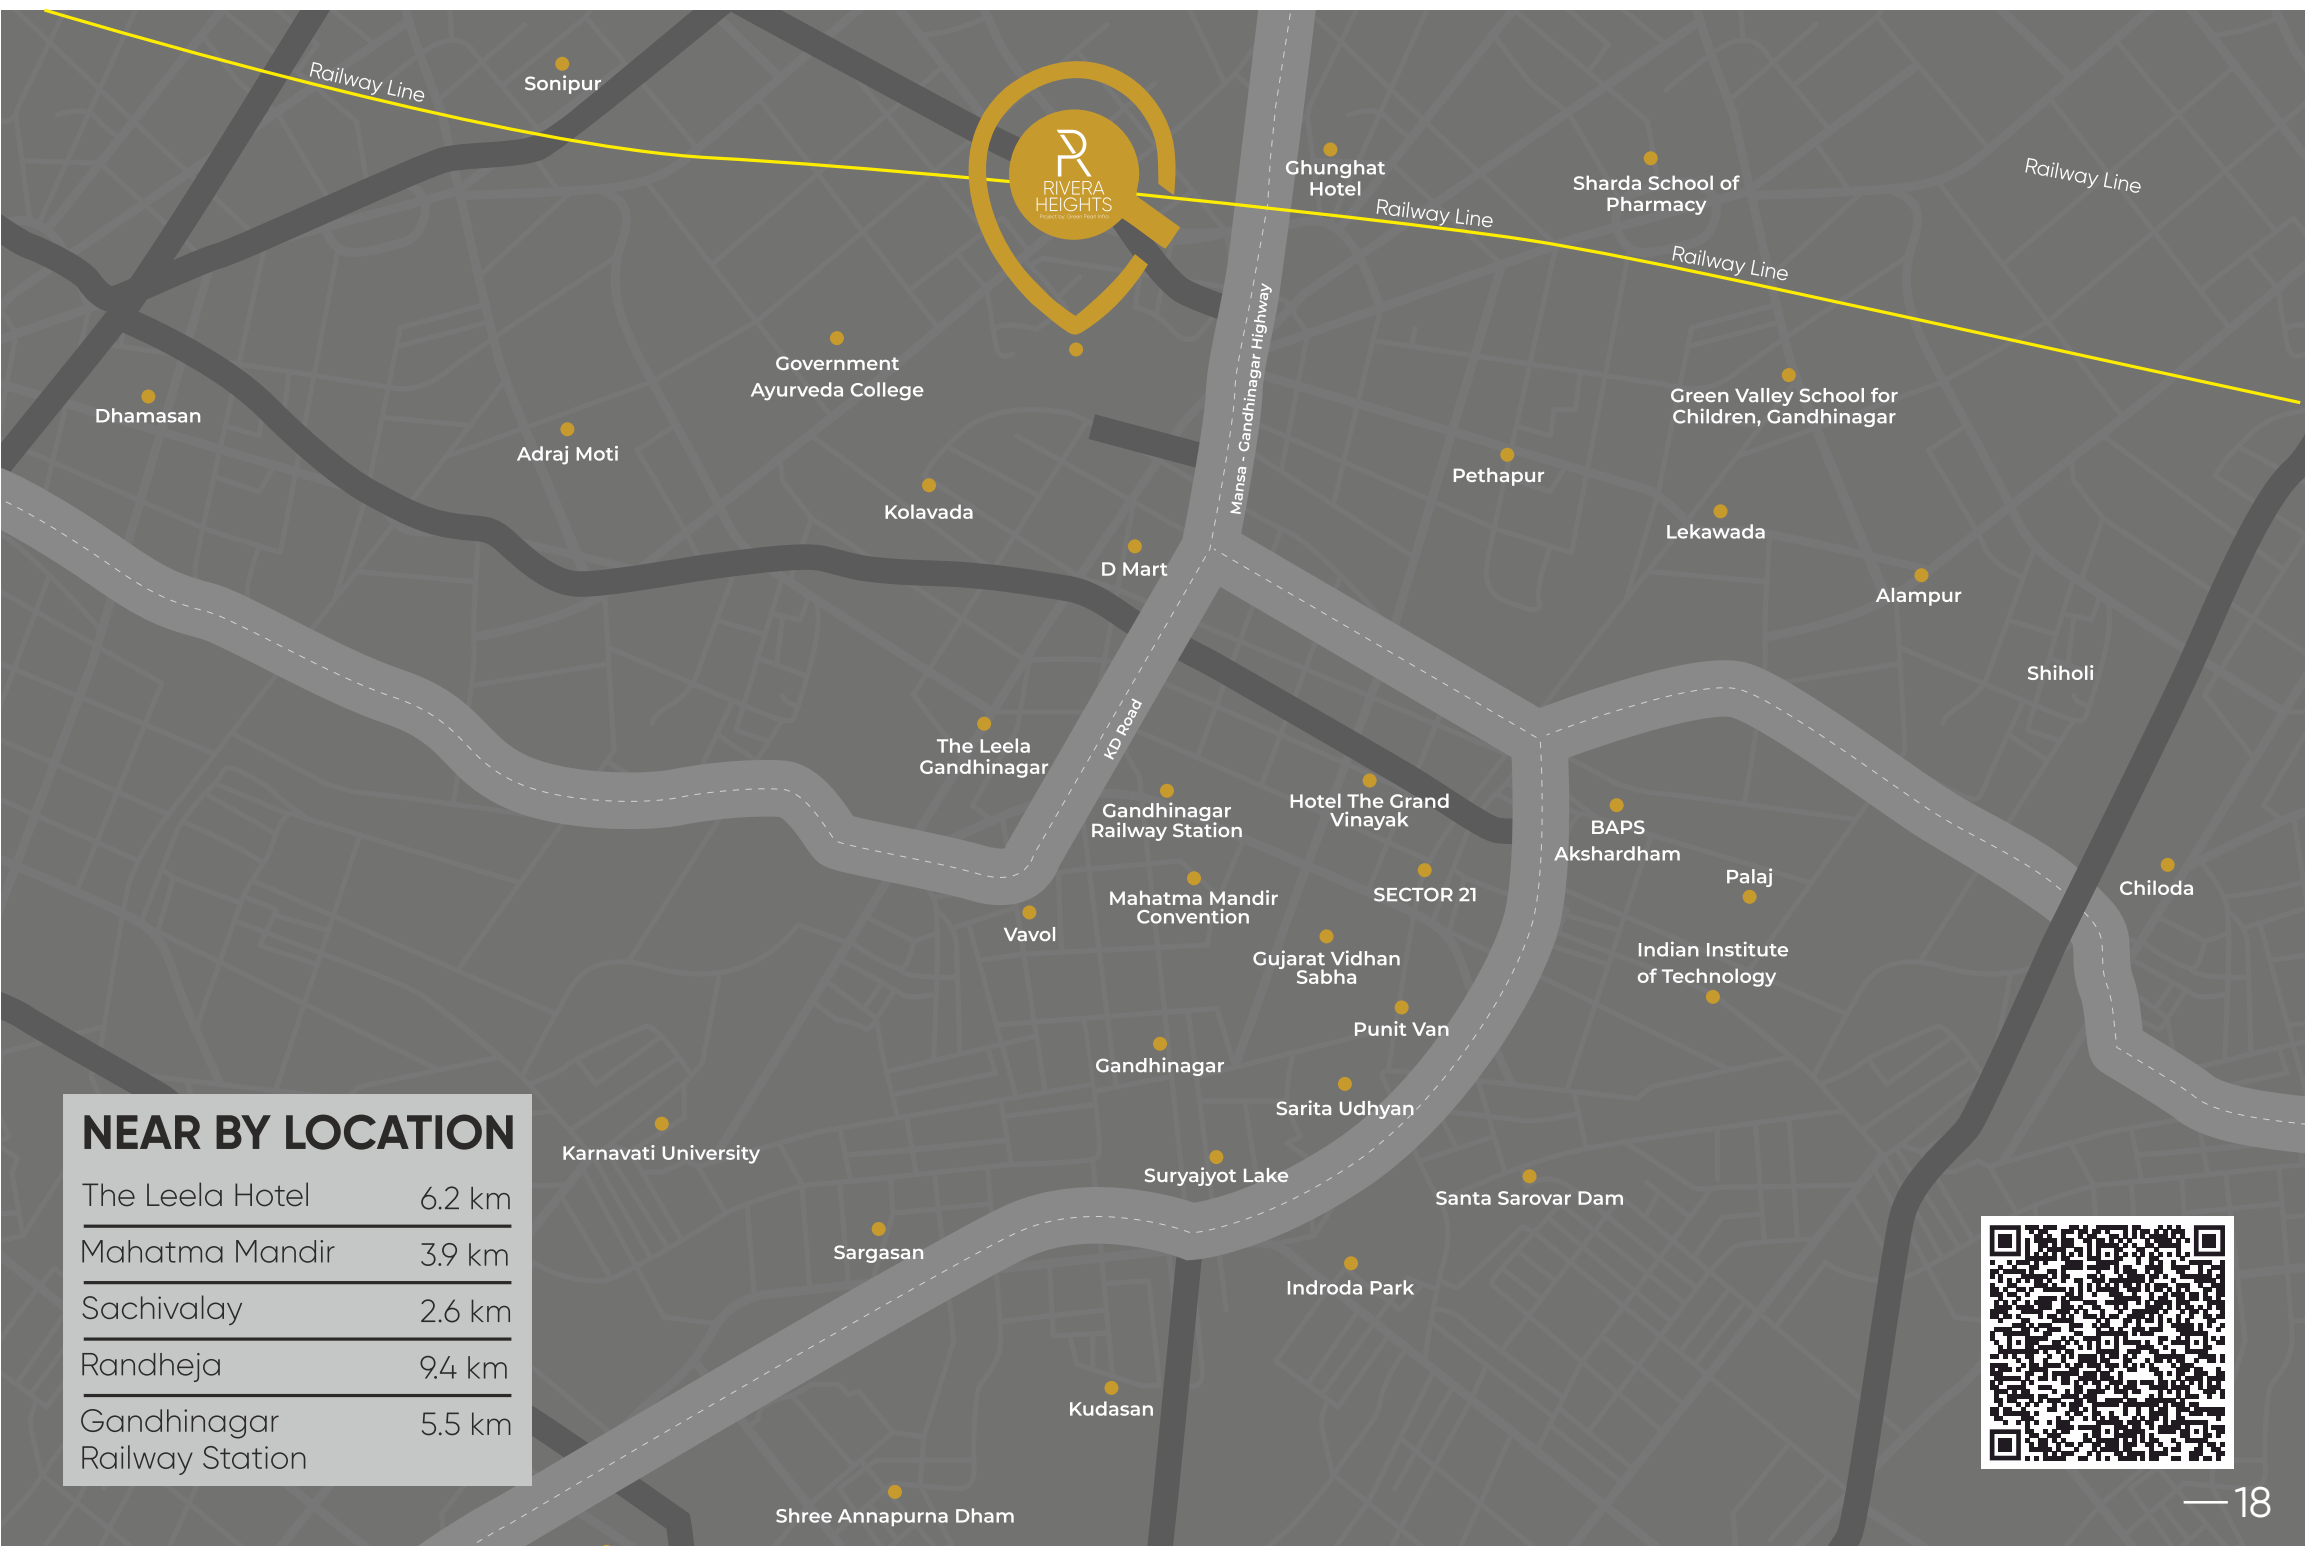 Railway Line
Sonipur
RIVERA
HEIGHTS
Project by: Green Pearl Infra
Ghunghat
Hotel
Sharda School of
Pharmacy
Railway Line
Railway Line
Railway Line
Mansa - Gandhinagar Highway
Government
Ayurveda College
Dhamasan
Adraj Moti
Green Valley School for
Children, Gandhinagar
Pethapur
Kolavada
Lekawada
D Mart
Alampur
Shiholi
KD Road
The Leela
Gandhinagar
Gandhinagar
Railway Station
Hotel The Grand
Vinayak
BAPS
Akshardham
Palaj
Chiloda
Mahatma Mandir
Convention
SECTOR 21
Vavol
Gujarat Vidhan
Sabha
Indian Institute
of Technology
Punit Van
Gandhinagar
Sarita Udhyan
Karnavati University
Suryajyot Lake
Santa Sarovar Dam
Sargasan
Indroda Park
Kudasan
Shree Annapurna Dham
NEAR BY LOCATION
The Leela Hotel 6.2 km
Mahatma Mandir 3.9 km
Sachivalay 2.6 km
Randheja 9.4 km
Gandhinagar 5.5 km
Railway Station
18